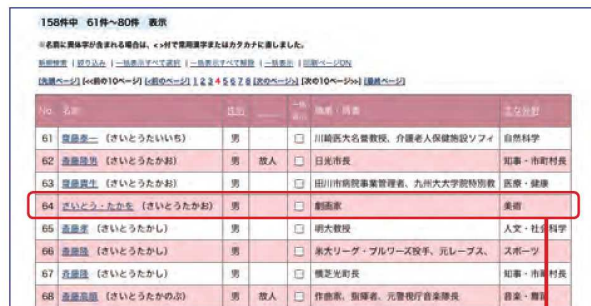 158件中　61件～80件　表示
※名前に異体字が含まれる場合は、< >付で常用漢字またはカタカナに直しました。
新規検索 | 絞り込み | 一括表示すべて選択 | 一括表示すべて解除 | 一括表示 | 印刷ページON
[先頭ページ] [<<前の10ページ] [<前のページ] 1 2 3 4 5 6 7 8 [次のページ>] [次の10ページ>>] [最終ページ]
No. 名前 性別 一括表示 職業・肩書 主な分野
61 齋藤泰一 （さいとうたいいち） 男 川崎医大名誉教授、介護老人保健施設ソフィ 自然科学
62 斎藤隆男 （さいとうたかお） 男 故人 日光市長 知事・市町村長
63 齋藤貴生 （さいとうたかお） 男 田川市病院事業管理者、九州大大学院特別教 医療・健康
64 さいとう・たかを （さいとうたかお） 男 劇画家 美術
65 斎藤孝 （さいとうたかし） 男 明大教授 人文・社会科学
66 斎藤隆 （さいとうたかし） 男 米大リーグ・ブルワーズ投手、元レーブス、 スポーツ
67 斉藤隆 （さいとうたかし） 男 横芝光町長 知事・市町村長
68 斎藤高順 （さいとうたかのぶ） 男 故人 作曲家、指揮者、元警視庁音楽隊長 音楽・舞踊